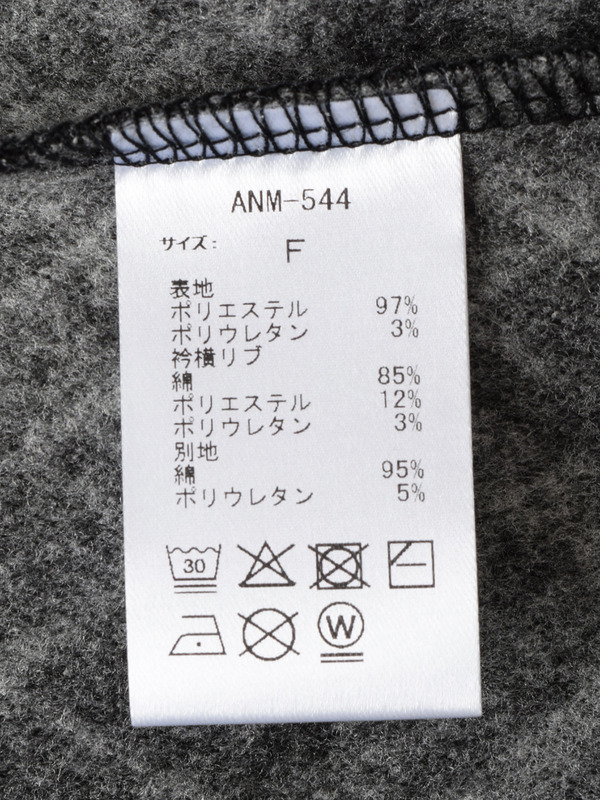 ANM-544
サイズ: F
表地
ポリエステル 97%
ポリウレタン 3%
衿横リブ
綿 85%
ポリエステル 12%
ポリウレタン 3%
別地
綿 95%
ポリウレタン 5%
30
W